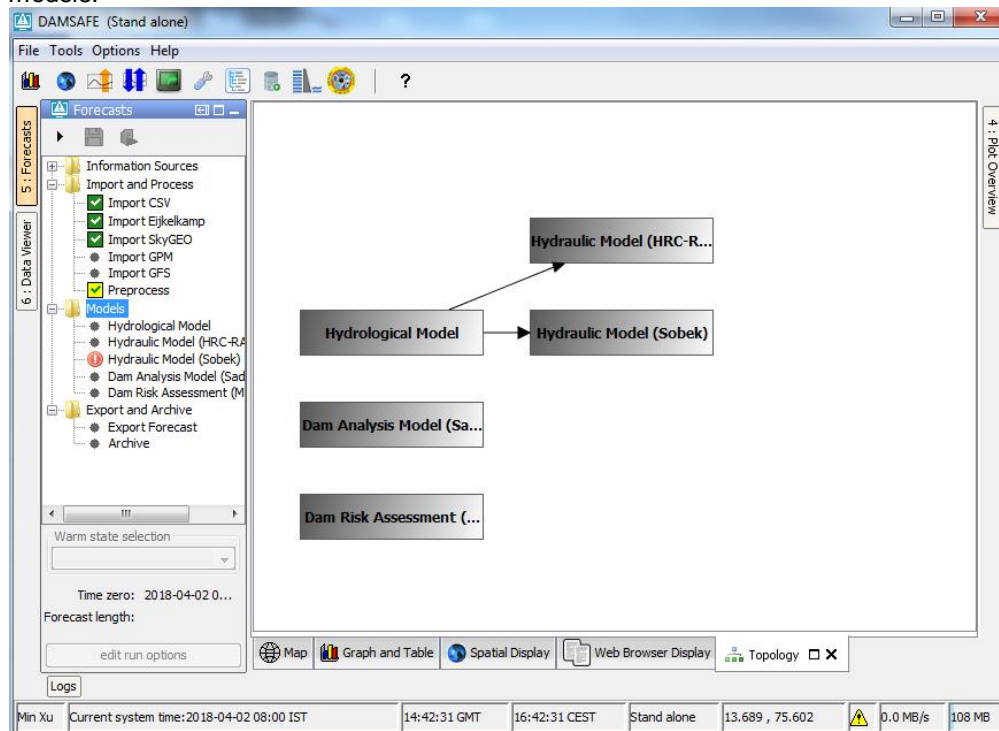 models.
DAMSAFE (Stand alone)
File Tools Options Help
?
Forecasts
5 : Forecasts
6 : Data Viewer
Information Sources
Import and Process
Import CSV
Import Eijkelkamp
Import SkyGEO
Import GPM
Import GFS
Preprocess
Models
Hydrological Model
Hydraulic Model (HRC-RA
Hydraulic Model (Sobek)
Dam Analysis Model (Sad
Dam Risk Assessment (M
Export and Archive
Export Forecast
Archive
Warm state selection
Time zero: 2018-04-02 0...
Forecast length:
edit run options
Hydraulic Model (HRC-R...
Hydrological Model
Hydraulic Model (Sobek)
Dam Analysis Model (Sa...
Dam Risk Assessment (...
4 : Plot Overview
Map Graph and Table Spatial Display Web Browser Display Topology
Logs
Min Xu Current system time:2018-04-02 08:00 IST 14:42:31 GMT 16:42:31 CEST Stand alone 13.689 , 75.602 0.0 MB/s 108 MB